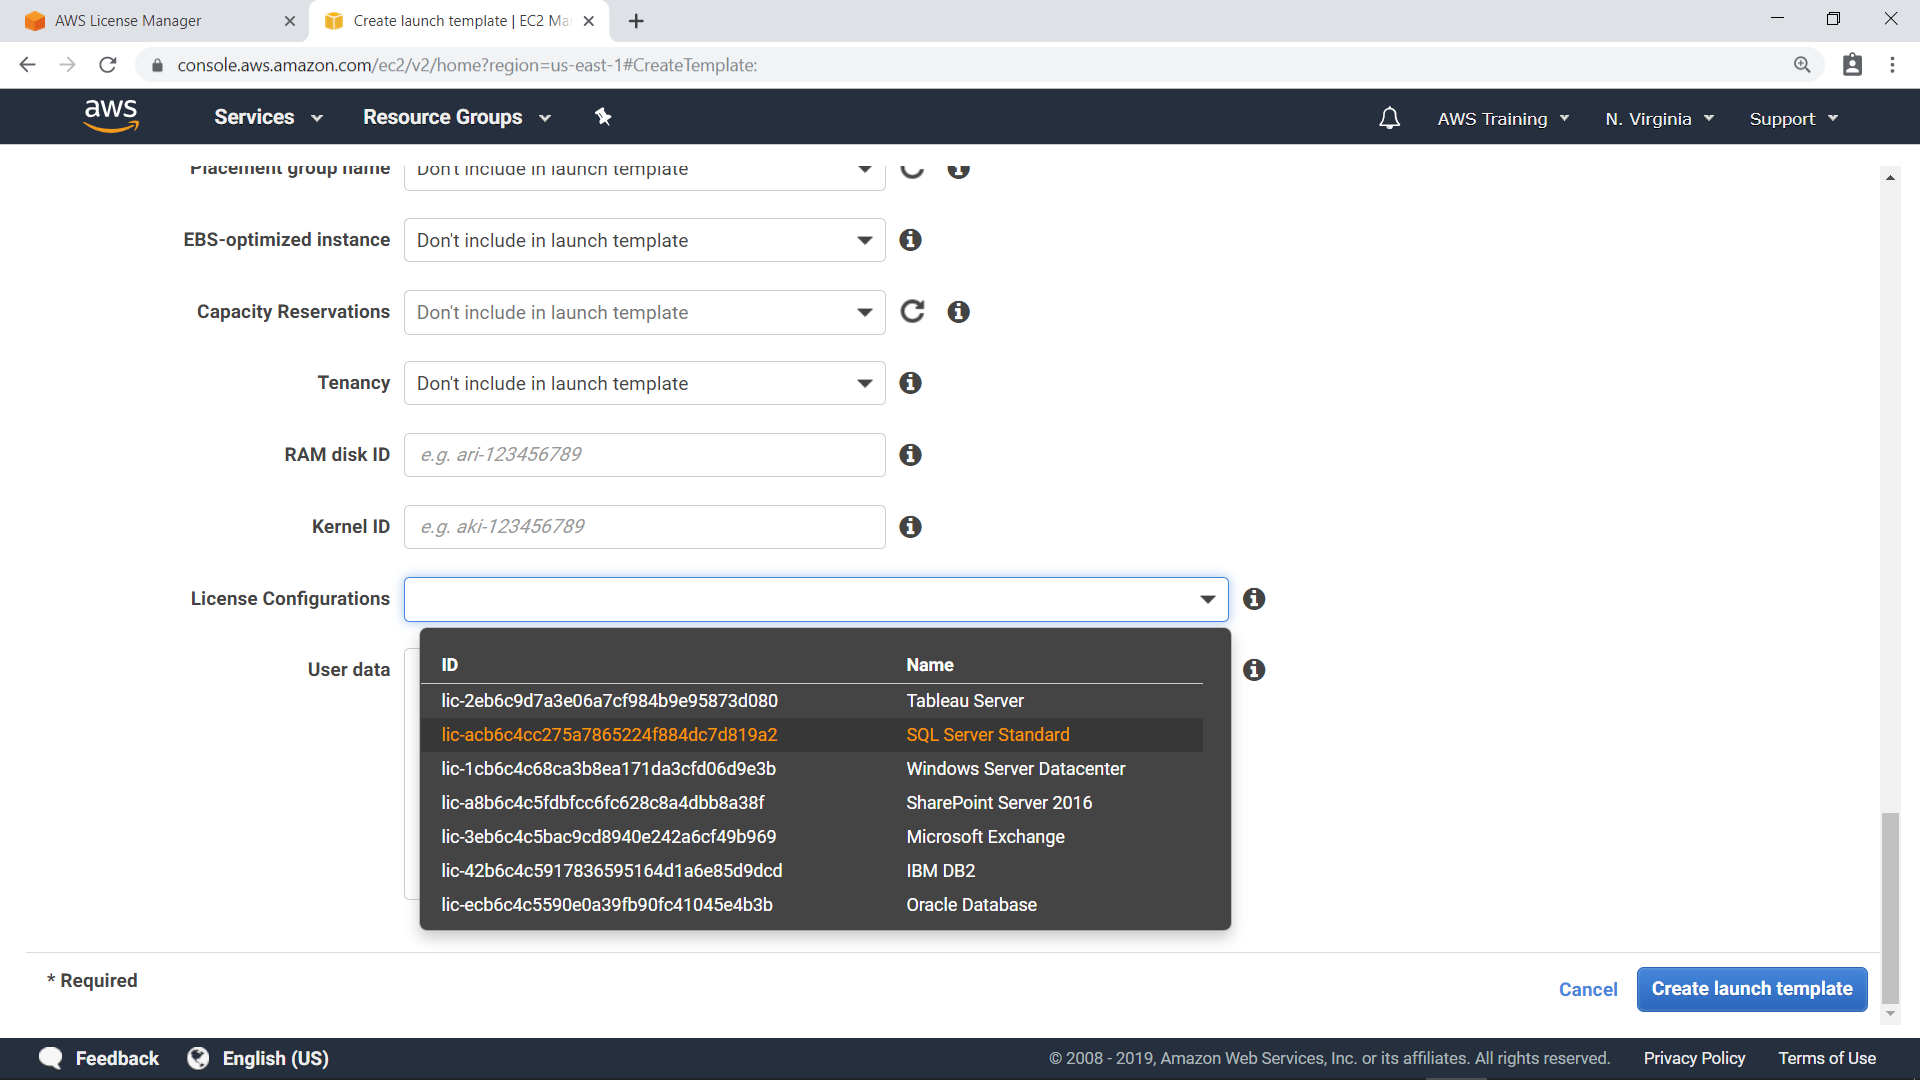 AWS License Manager
Create launch template | EC2 Ma
console.aws.amazon.com/ec2/v2/home?region=us-east-1#CreateTemplate:
aws Services Resource Groups AWS Training N. Virginia Support
Placement group name Don't include in launch template
EBS-optimized instance Don't include in launch template
Capacity Reservations Don't include in launch template
Tenancy Don't include in launch template
RAM disk ID e.g. ari-123456789
Kernel ID e.g. aki-123456789
License Configurations
User data
ID Name
lic-2eb6c9d7a3e06a7cf984b9e95873d080 Tableau Server
lic-acb6c4cc275a7865224f884dc7d819a2 SQL Server Standard
lic-1cb6c4c68ca3b8ea171da3cfd06d9e3b Windows Server Datacenter
lic-a8b6c4c5fdbfcc6fc628c8a4dbb8a38f SharePoint Server 2016
lic-3eb6c4c5bac9cd8940e242a6cf49b969 Microsoft Exchange
lic-42b6c4c5917836595164d1a6e85d9dcd IBM DB2
lic-ecb6c4c5590e0a39fb90fc41045e4b3b Oracle Database
* Required
Cancel Create launch template
Feedback English (US) © 2008 - 2019, Amazon Web Services, Inc. or its affiliates. All rights reserved. Privacy Policy Terms of Use